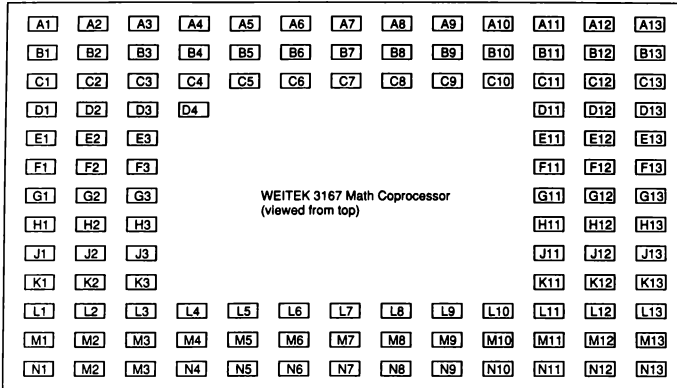 A1 A2 A3 A4 A5 A6 A7 A8 A9 A10 A11 A12 A13
B1 B2 B3 B4 B5 B6 B7 B8 B9 B10 B11 B12 B13
C1 C2 C3 C4 C5 C6 C7 C8 C9 C10 C11 C12 C13
D1 D2 D3 D4 D11 D12 D13
E1 E2 E3 E11 E12 E13
F1 F2 F3 F11 F12 F13
G1 G2 G3 WEITEK 3167 Math Coprocessor G11 G12 G13
(viewed from top)
H1 H2 H3 H11 H12 H13
J1 J2 J3 J11 J12 J13
K1 K2 K3 K11 K12 K13
L1 L2 L3 L4 L5 L6 L7 L8 L9 L10 L11 L12 L13
M1 M2 M3 M4 M5 M6 M7 M8 M9 M10 M11 M12 M13
N1 M2 M3 N4 N5 N6 N7 N8 N9 N10 N11 N12 N13